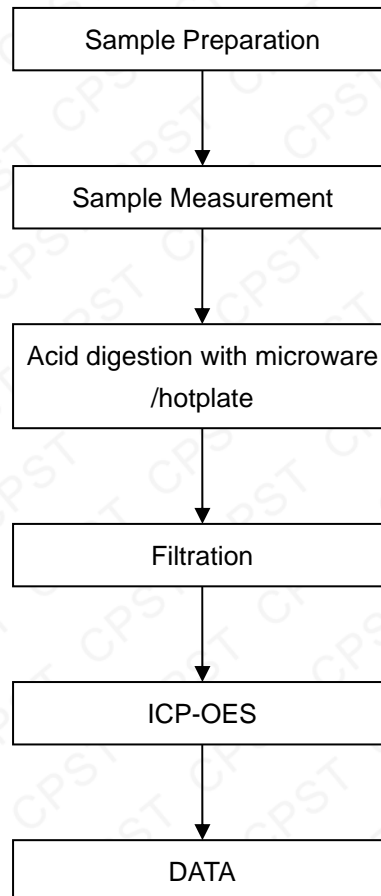 Sample Preparation
Sample Measurement
Acid digestion with microware
/hotplate
Filtration
ICP-OES
DATA